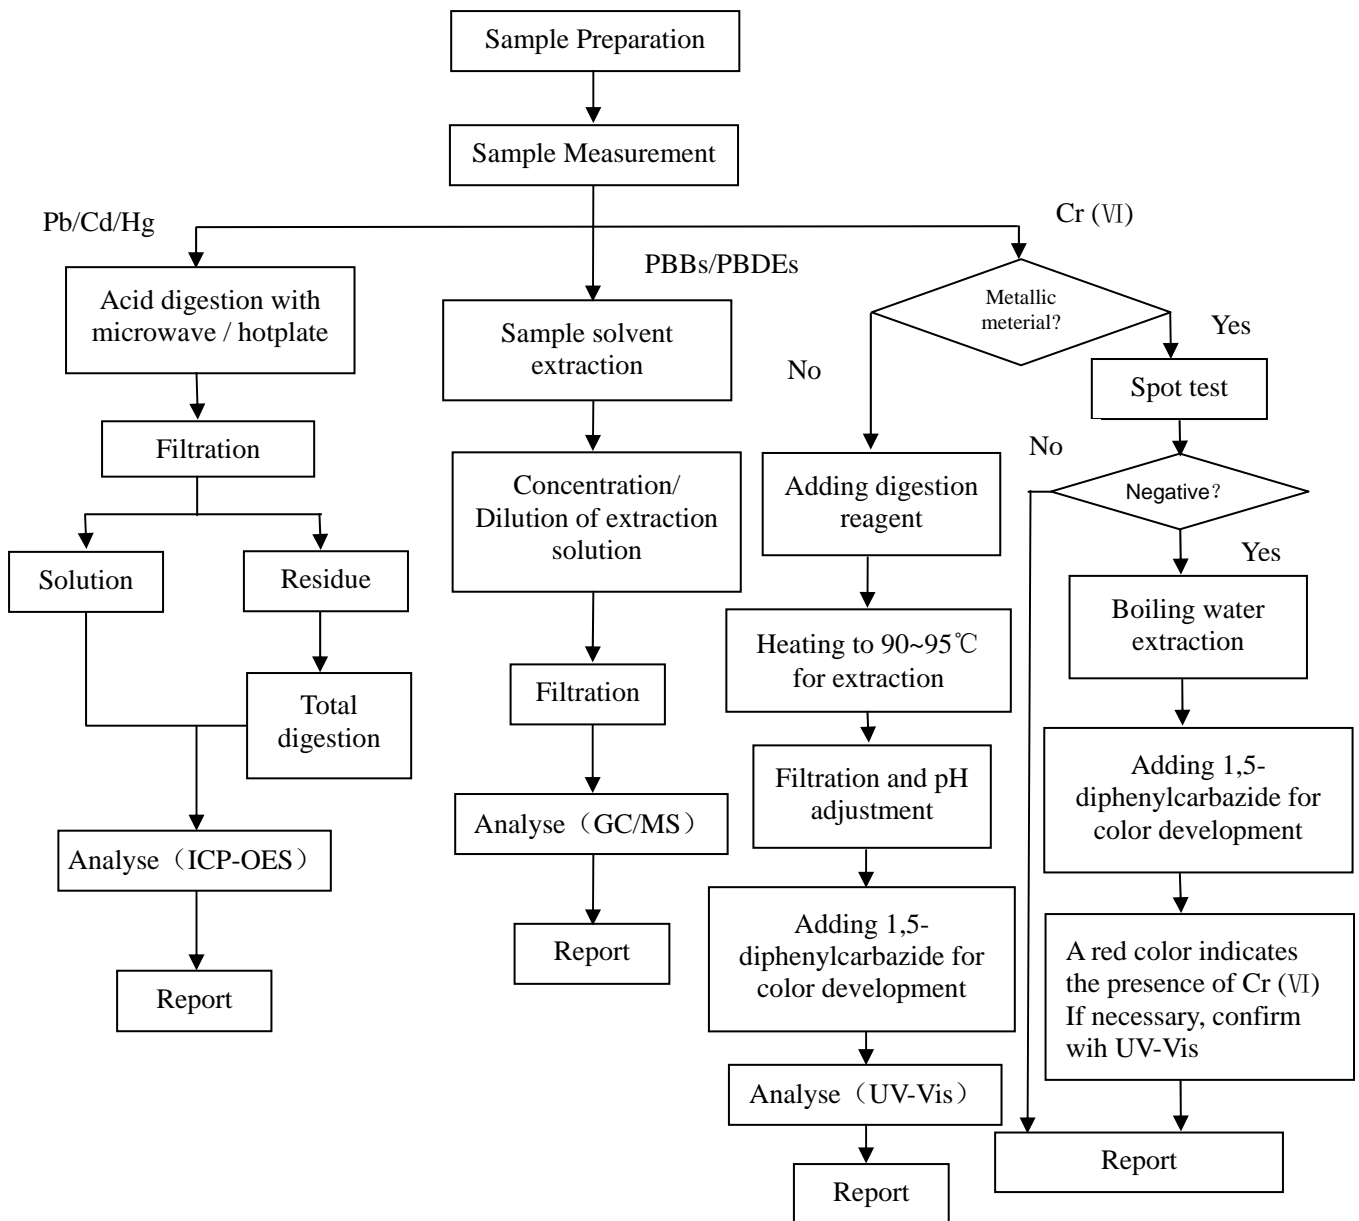 Sample Preparation
Sample Measurement
Pb/Cd/Hg
Cr (Ⅵ)
PBBs/PBDEs
Acid digestion with
microwave / hotplate
Filtration
Solution
Residue
Total
digestion
Analyse（ICP-OES）
Report
Sample solvent
extraction
Concentration/
Dilution of extraction
solution
Filtration
Analyse（GC/MS）
Report
Metallic
meterial?
No
Yes
Adding digestion
reagent
Heating to 90~95℃
for extraction
Filtration and pH
adjustment
Adding 1,5-
diphenylcarbazide for
color development
Analyse（UV-Vis）
Report
Spot test
No
Negative?
Yes
Boiling water
extraction
Adding 1,5-
diphenylcarbazide for
color development
A red color indicates
the presence of Cr (Ⅵ)
If necessary, confirm
wih UV-Vis
Report